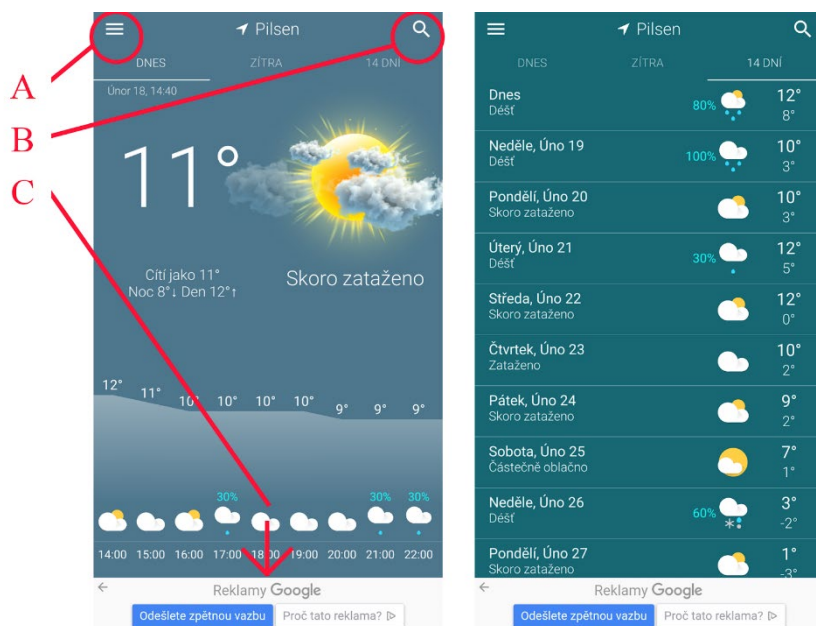 A
B
C
Pilsen
DNES
ZÍTRA
14 DNÍ
Únor 18, 14:40
11°
Cítí jako 11°
Noc 8°↓ Den 12°↑
Skoro zataženo
12° 11° 10° 10° 10° 10° 9° 9° 9°
30% 30% 30%
14:00 15:00 16:00 17:00 18:00 19:00 20:00 21:00 22:00
Reklamy Google
Odešlete zpětnou vazbu
Proč tato reklama?
Pilsen
DNES
ZÍTRA
14 DNÍ
Dnes
Déšť
80%
12°
8°
Neděle, Úno 19
Déšť
100%
10°
3°
Pondělí, Úno 20
Skoro zataženo
10°
3°
Úterý, Úno 21
Déšť
30%
12°
5°
Středa, Úno 22
Skoro zataženo
12°
0°
Čtvrtek, Úno 23
Zataženo
10°
2°
Pátek, Úno 24
Skoro zataženo
9°
2°
Sobota, Úno 25
Částečně oblačno
7°
1°
Neděle, Úno 26
Déšť
60%
3°
-2°
Pondělí, Úno 27
Skoro zataženo
1°
-3°
Reklamy Google
Odešlete zpětnou vazbu
Proč tato reklama?